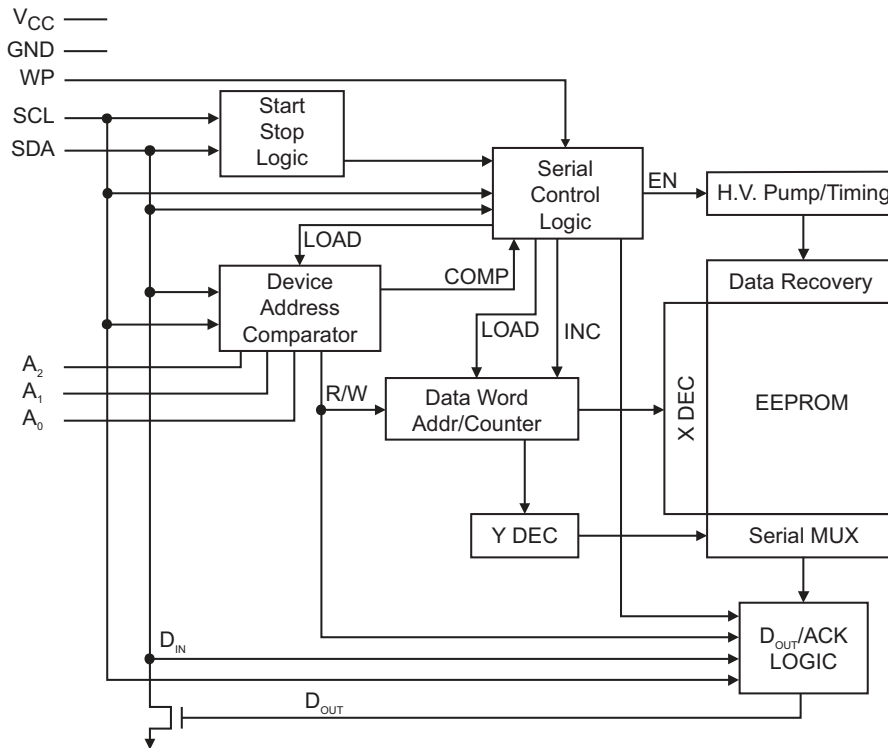 VCC
GND
WP
SCL
SDA
Start
Stop
Logic
Serial
Control
Logic
EN
H.V. Pump/Timing
LOAD
COMP
Device
Address
Comparator
LOAD
INC
Data Recovery
A2
A1
A0
R/W
Data Word
Addr/Counter
X DEC
EEPROM
Y DEC
Serial MUX
DIN
DOUT/ACK
LOGIC
DOUT